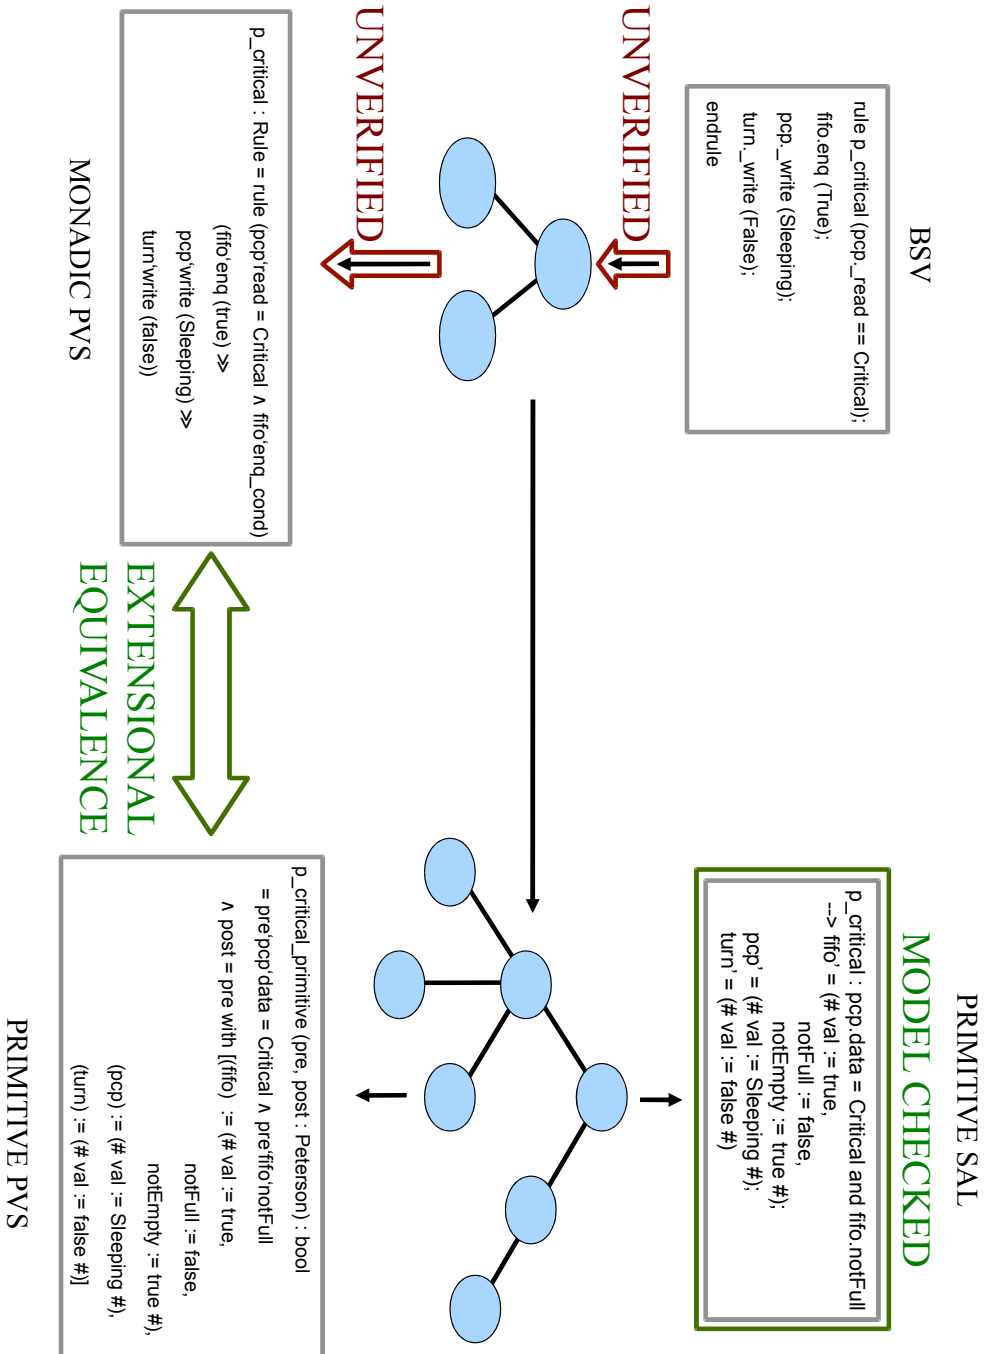 BSV
rule p_critical (pcp._read == Critical);
fifo.enq (True);
pcp._write (Sleeping);
turn._write (False);
endrule
UNVERIFIED
UNVERIFIED
p_critical : Rule = rule (pcp‘read = Critical ∧ fifo‘enq_cond)
(fifo‘enq (true) >>
pcp‘write (Sleeping) >>
turn‘write (false))
MONADIC PVS
EXTENSIONAL
EQUIVALENCE
PRIMITIVE SAL
MODEL CHECKED
p_critical : pcp.data = Critical and fifo.notFull
--> fifo’ = (# val := true,
notFull := false,
notEmpty := true #);
pcp’ = (# val := Sleeping #);
turn’ = (# val := false #)
p_critical_primitive (pre, post : Peterson) : bool
= pre‘pcp‘data = Critical ∧ pre‘fifo‘notFull
∧ post = pre with [(fifo) := (# val := true,
notFull := false,
notEmpty := true #),
(pcp) := (# val := Sleeping #),
(turn) := (# val := false #)]
PRIMITIVE PVS